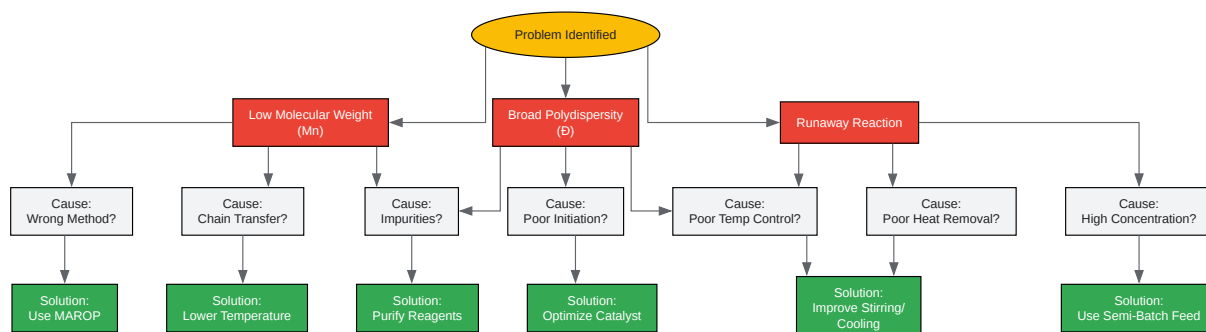 Problem Identified
Low Molecular Weight
(Mn)
Broad Polydispersity
(Đ)
Runaway Reaction
Cause:
Wrong Method?
Cause:
Chain Transfer?
Cause:
Impurities?
Cause:
Poor Initiation?
Cause:
Poor Temp Control?
Cause:
Poor Heat Removal?
Cause:
High Concentration?
Solution:
Use MAROP
Solution:
Lower Temperature
Solution:
Purify Reagents
Solution:
Optimize Catalyst
Solution:
Improve Stirring/
Cooling
Solution:
Use Semi-Batch Feed